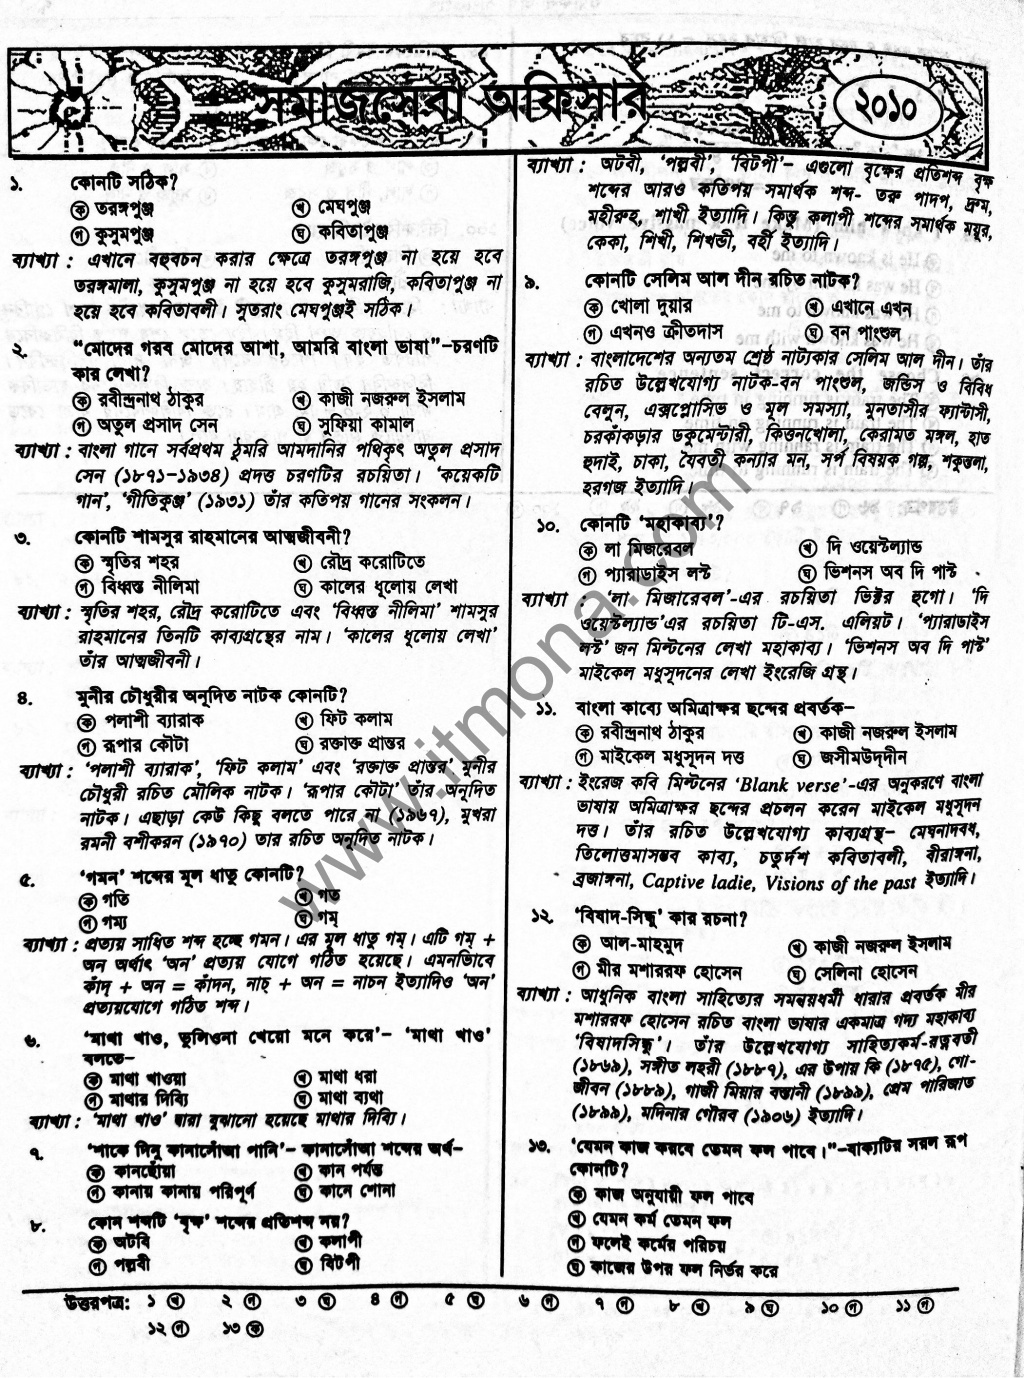 সমাজসেবা অফিসার
২০১০
১. কোনটি সঠিক?
ক তরঙ্গপুঞ্জ খ মেঘপুঞ্জ
গ কুসুমপুঞ্জ ঘ কবিতাপুঞ্জ
ব্যাখ্যা : এখানে বহুবচন করার ক্ষেত্রে তরঙ্গপুঞ্জ না হয়ে হবে
তরঙ্গমালা, কুসুমপুঞ্জ না হয়ে হবে কুসুমরাজি, কবিতাপুঞ্জ না
হয়ে হবে কবিতাবলী। সুতরাং মেঘপুঞ্জই সঠিক।
২. “মোদের গরব মোদের আশা, আমরি বাংলা ভাষা”–চরণটি
কার লেখা?
ক রবীন্দ্রনাথ ঠাকুর খ কাজী নজরুল ইসলাম
গ অতুল প্রসাদ সেন ঘ সুফিয়া কামাল
ব্যাখ্যা : বাংলা গানে সর্বপ্রথম ঠুমরি আমদানির পথিকৃৎ অতুল প্রসাদ
সেন (১৮৭১–১৯৩৪) প্রদত্ত চরণটির রচয়িতা। ‘কয়েকটি
গান’, ‘গীতিকুঞ্জ’ (১৯৩১) তাঁর কতিপয় গানের সংকলন।
৩. কোনটি শামসুর রাহমানের আত্মজীবনী?
ক স্মৃতির শহর খ রৌদ্র করোটিতে
গ বিধ্বস্ত নীলিমা ঘ কালের ধুলোয় লেখা
ব্যাখ্যা : স্মৃতির শহর, রৌদ্র করোটিতে এবং ‘বিধ্বস্ত নীলিমা’ শামসুর
রাহমানের তিনটি কাব্যগ্রন্থের নাম। ‘কালের ধুলোয় লেখা’
তাঁর আত্মজীবনী।
৪. মুনীর চৌধুরীর অনূদিত নাটক কোনটি?
ক পলাশী ব্যারাক খ ফিট কলাম
গ রূপার কৌটা ঘ রক্তাক্ত প্রান্তর
ব্যাখ্যা : ‘পলাশী ব্যারাক’, ‘ফিট কলাম’ এবং ‘রক্তাক্ত প্রান্তর’ মুনীর
চৌধুরী রচিত মৌলিক নাটক। ‘রূপার কৌটা’ তাঁর অনূদিত
নাটক। এছাড়া কেউ কিছু বলতে পারে না (১৯৬৭), মুখরা
রমনী বশীকরন (১৯৭০) তার রচিত অনূদিত নাটক।
৫. ‘গমন’ শব্দের মূল ধাতু কোনটি?
ক গতি খ গত
গ গম্য ঘ গম্
ব্যাখ্যা : প্রত্যয় সাধিত শব্দ হচ্ছে গমন। এর মূল ধাতু গম্। এটি গম্ +
অন অর্থাৎ ‘অন’ প্রত্যয় যোগে গঠিত হয়েছে। এমনভাবে
কাঁদ্ + অন = কাঁদন, নাচ্ + অন = নাচন ইত্যাদিও ‘অন’
প্রত্যয়যোগে গঠিত শব্দ।
৬. ‘মাথা খাও, ভুলিওনা খেয়ো মনে করে’– ‘মাথা খাও’
বলতে–
ক মাথা খাওয়া খ মাথা ধরা
গ মাথার দিব্যি ঘ মাথা ব্যথা
ব্যাখ্যা : ‘মাথা খাও’ দ্বারা বুঝানো হয়েছে মাথার দিব্যি।
৭. ‘শাকে দিনু কানাসোঁজা পানি’– কানাসোঁজা শব্দের অর্থ–
ক কানছোঁয়া খ কান পর্যন্ত
গ কানায় কানায় পরিপূর্ণ ঘ কানে শোনা
৮. কোন শব্দটি ‘বৃক্ষ’ শব্দের প্রতিশব্দ নয়?
ক অটবি খ কলাপী
গ পল্লবী ঘ বিটপী
ব্যাখ্যা : অটবী, ‘পল্লবী’, ‘বিটপী’– এগুলো বৃক্ষের প্রতিশব্দ বৃক্ষ
শব্দের আরও কতিপয় সমার্থক শব্দ- তরু পাদপ, দ্রুম,
মহীরুহ, শাখী ইত্যাদি। কিন্তু কলাপী শব্দের সমার্থক ময়ূর,
কেকা, শিখী, শিখন্ডী, বর্হী ইত্যাদি।
৯. কোনটি সেলিম আল দীন রচিত নাটক?
ক খোলা দুয়ার খ এখানে এখন
গ এখনও ক্রীতদাস ঘ বন পাংশুল
ব্যাখ্যা : বাংলাদেশের অন্যতম শ্রেষ্ঠ নাট্যকার সেলিম আল দীন। তাঁর
রচিত উল্লেখযোগ্য নাটক-বন পাংশুল, জন্ডিস ও বিবিধ
বেলুন, এক্সপ্লোসিভ ও মূল সমস্যা, মুনতাসীর ফ্যান্টাসী,
চরকাঁকড়ার ডকুমেন্টারী, কিত্তনখোলা, কেরামত মঙ্গল, হাত
হুদাই, চাকা, যৈবতী কন্যার মন, সর্প বিষয়ক গল্প, শকুন্তলা,
হরগজ ইত্যাদি।
১০. কোনটি ‘মহাকাব্য’?
ক লা মিজরেবল খ দি ওয়েস্টল্যান্ড
গ প্যারাডাইস লস্ট ঘ ভিশনস অব দি পাস্ট
ব্যাখ্যা : ‘লা মিজারেবল’-এর রচয়িতা ভিক্টর হুগো। ‘দি
ওয়েস্টল্যান্ড’এর রচয়িতা টি-এস. এলিয়ট। ‘প্যারাডাইস
লস্ট’ জন মিল্টনের লেখা মহাকাব্য। ‘ভিশনস অব দি পাস্ট’
মাইকেল মধুসূদনের লেখা ইংরেজি গ্রন্থ।
১১. বাংলা কাব্যে অমিত্রাক্ষর ছন্দের প্রবর্তক–
ক রবীন্দ্রনাথ ঠাকুর খ কাজী নজরুল ইসলাম
গ মাইকেল মধুসূদন দত্ত ঘ জসীমউদ্দীন
ব্যাখ্যা : ইংরেজ কবি মিল্টনের ‘Blank verse’-এর অনুকরণে বাংলা
ভাষায় অমিত্রাক্ষর ছন্দের প্রচলন করেন মাইকেল মধুসূদন
দত্ত। তাঁর রচিত উল্লেখযোগ্য কাব্যগ্রন্থ– মেঘনাদবধ,
তিলোত্তমাসম্ভব কাব্য, চতুর্দশ কবিতাবলী, বীরাঙ্গনা,
ব্রজাঙ্গনা, Captive ladie, Visions of the past ইত্যাদি।
১২. ‘বিষাদ-সিন্ধু’ কার রচনা?
ক আল-মাহমুদ খ কাজী নজরুল ইসলাম
গ মীর মশাররফ হোসেন ঘ সেলিনা হোসেন
ব্যাখ্যা : আধুনিক বাংলা সাহিত্যের সমন্বয়ধর্মী ধারার প্রবর্তক মীর
মশাররফ হোসেন রচিত বাংলা ভাষার একমাত্র গদ্য মহাকাব্য
‘বিষাদসিন্ধু’। তাঁর উল্লেখযোগ্য সাহিত্যকর্ম-রত্নবতী
(১৮৬৯), সঙ্গীত লহরী (১৮৮৭), এর উপায় কি (১৮৭৫), গো-
জীবন (১৮৮৯), গাজী মিয়ার বস্তানী (১৮৯৯), প্রেম পারিজাত
(১৮৯৯), মদিনার গৌরব (১৯০৬) ইত্যাদি।
১৩. ‘যেমন কাজ করবে তেমন ফল পাবে।”–বাক্যটির সরল রূপ
কোনটি?
ক কাজ অনুযায়ী ফল পাবে
খ যেমন কর্ম তেমন ফল
গ ফলেই কর্মের পরিচয়
ঘ কাজের উপর ফল নির্ভর করে
উত্তরপত্র: ১ খ ২ গ ৩ ঘ ৪ গ ৫ ঘ ৬ গ ৭ গ ৮ খ ৯ ঘ ১০ গ ১১ গ
১২ গ ১৩ ক
www.itmona.com